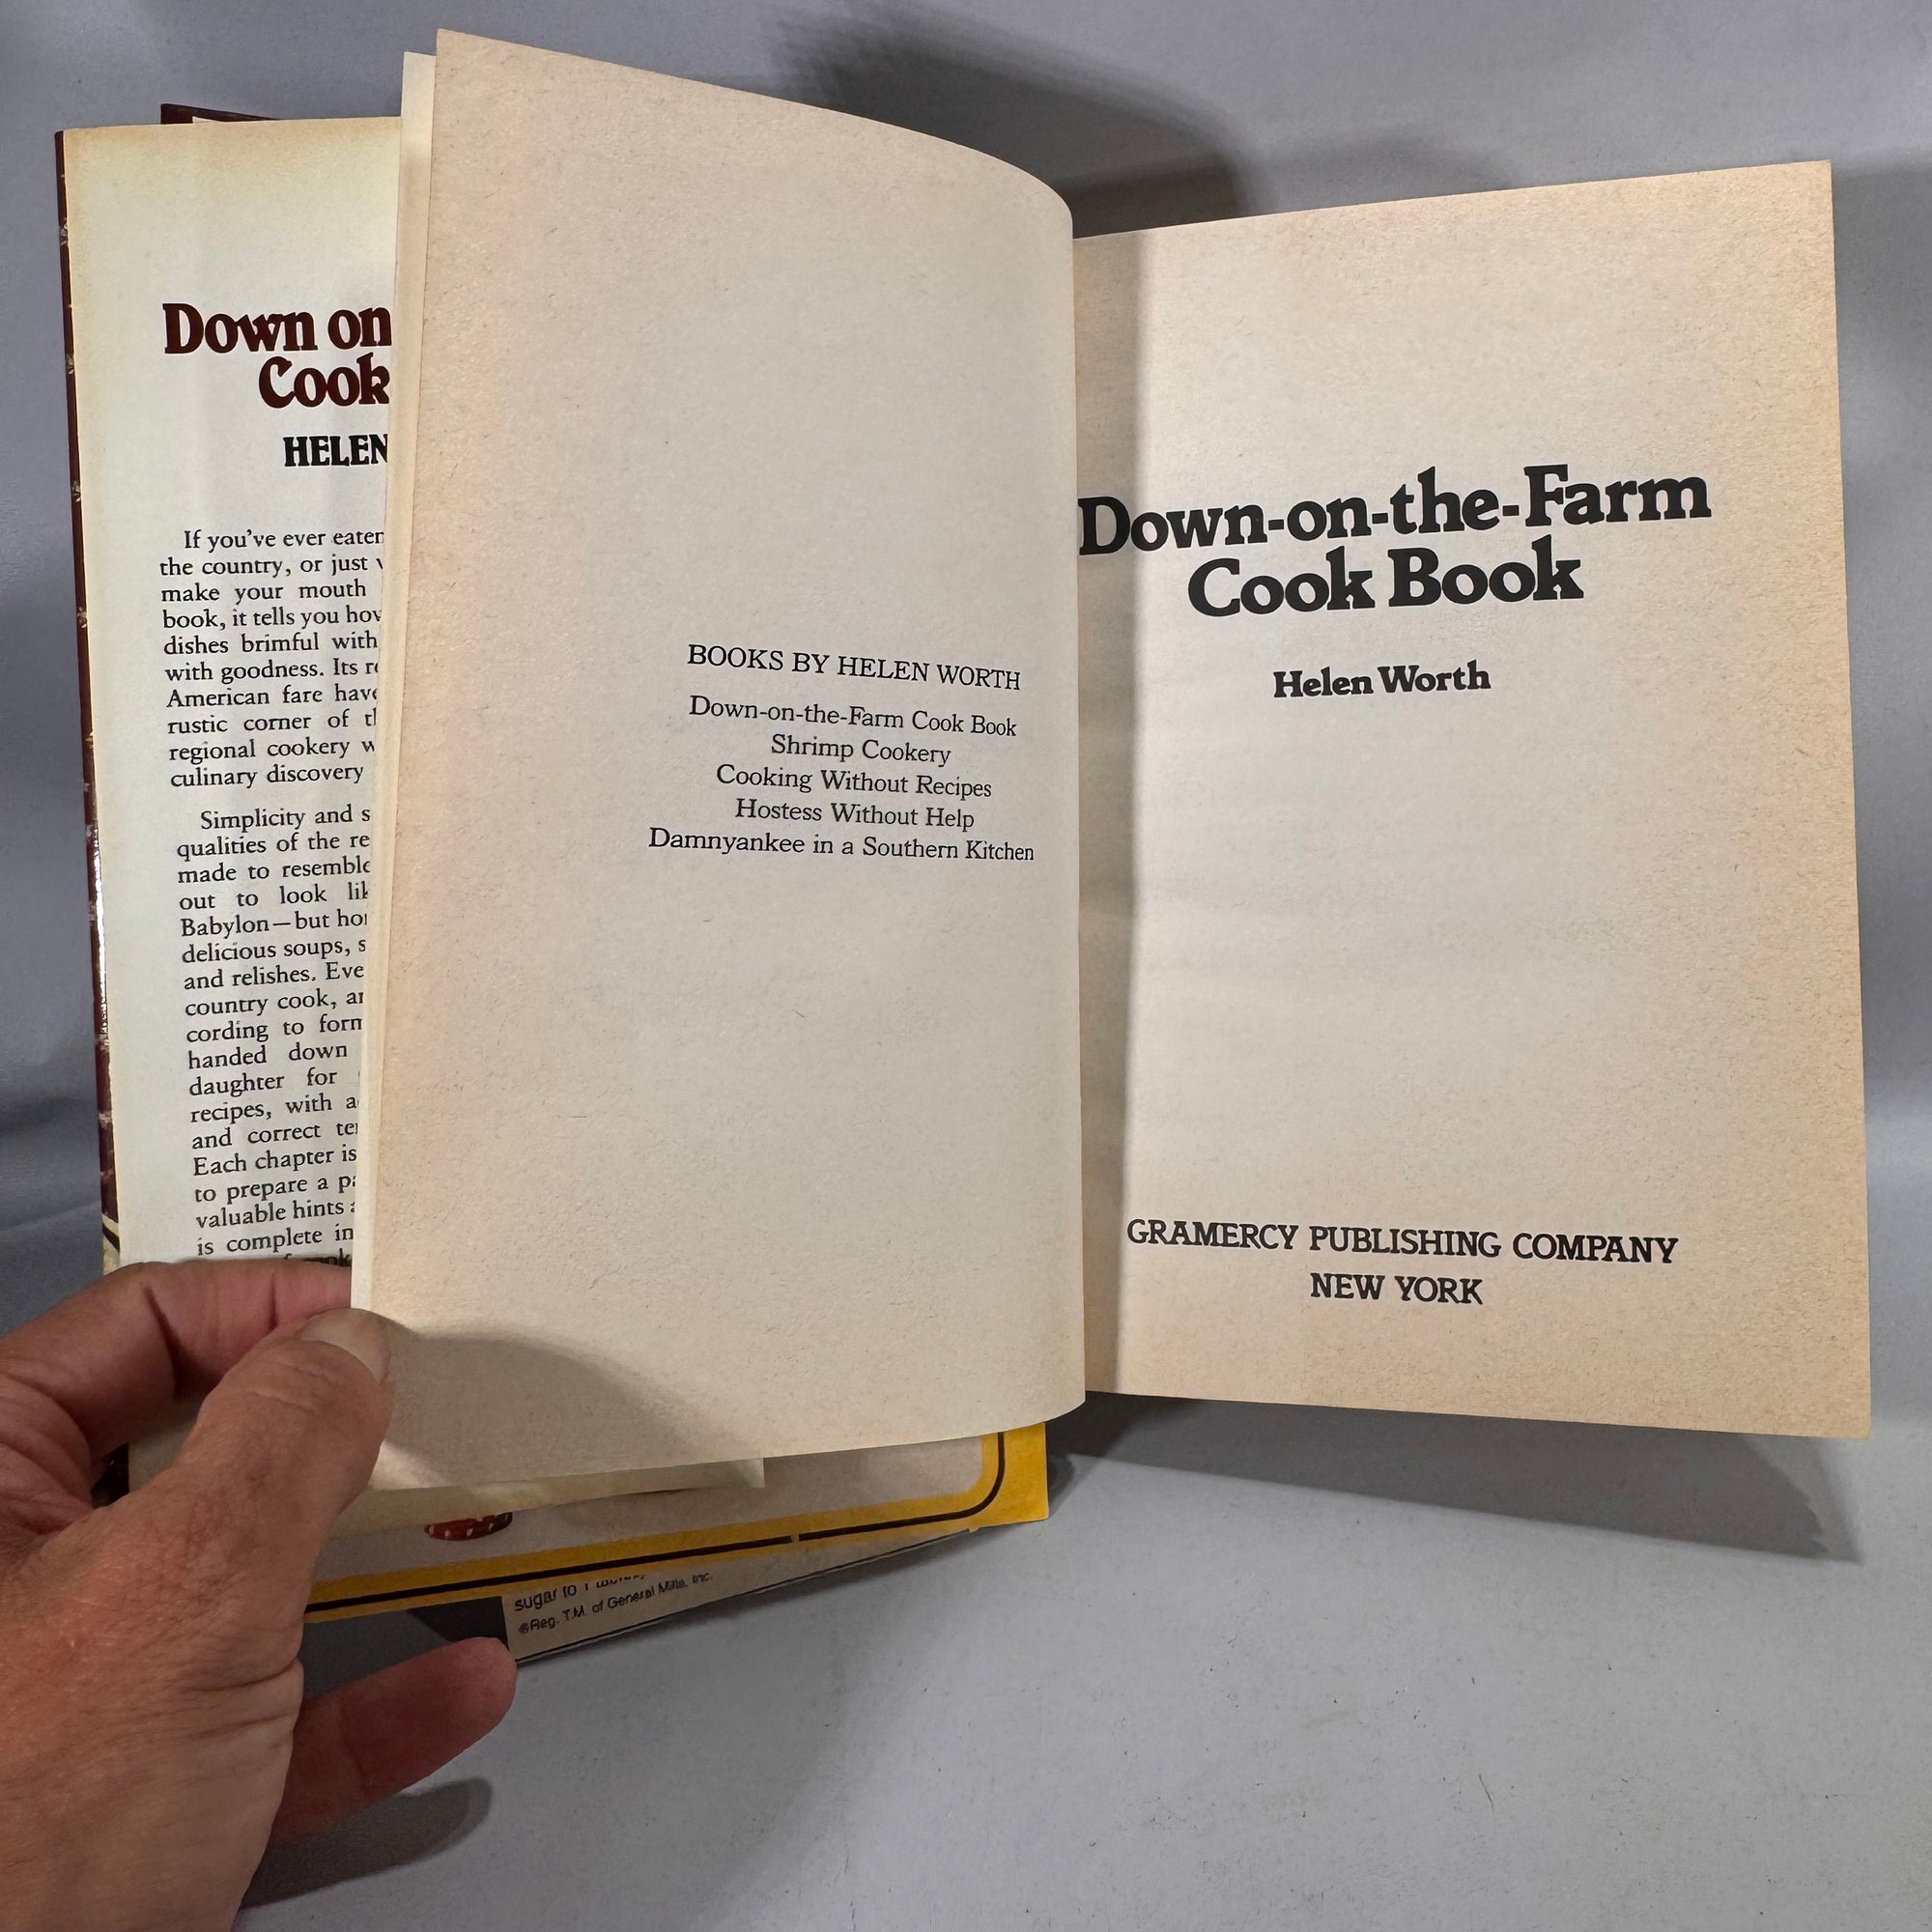 Down on
Cook
HELEN
If you've ever eaten
the country, or just
make your mouth
book, it tells you how
dishes brimful with
with goodness. Its
American fare have
rustic corner of
regional cookery
culinary discovery
Simplicity and
qualities of the
made to resemble
out to look
Babylon—but
delicious soups,
and relishes.
country cook,
cording to
handed down
daughter for
recipes, with
and correct
Each chapter is
to prepare a
valuable hints
is complete in
BOOKS BY HELEN WORTH
Down-on-the-Farm Cook Book
Shrimp Cookery
Cooking Without Recipes
Hostess Without Help
Damnyankee in a Southern Kitchen
Down-on-the-Farm
Cook Book
Helen Worth
GRAMERCY PUBLISHING COMPANY
NEW YORK
sugar to 1
®Reg. T.M. of General Mills, Inc.